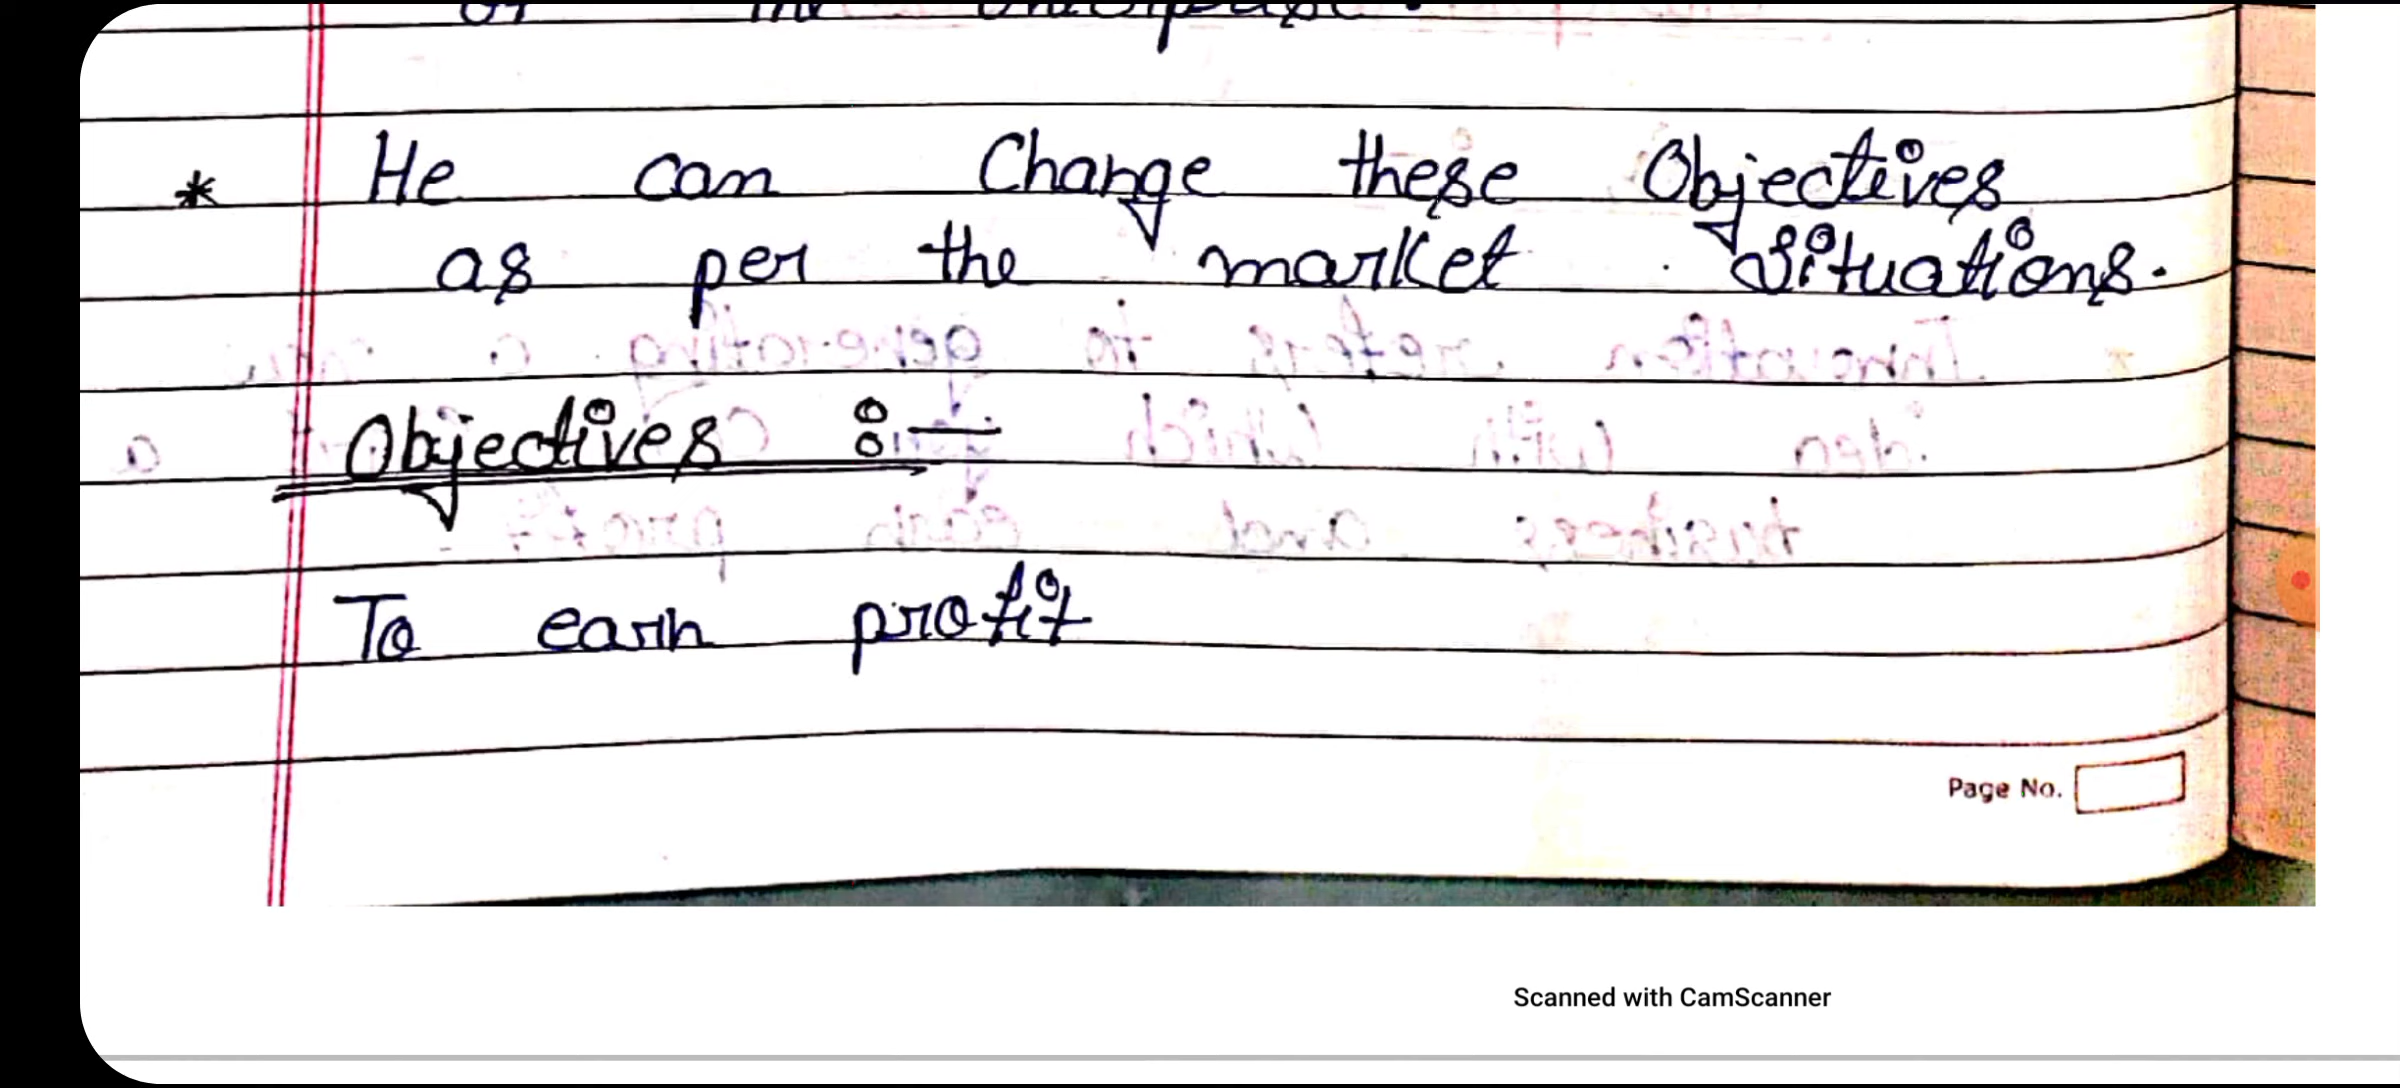 * He can Change these Objectives
as per the market Situations.
Objectives :-
To earn profit
Page No.
Scanned with CamScanner